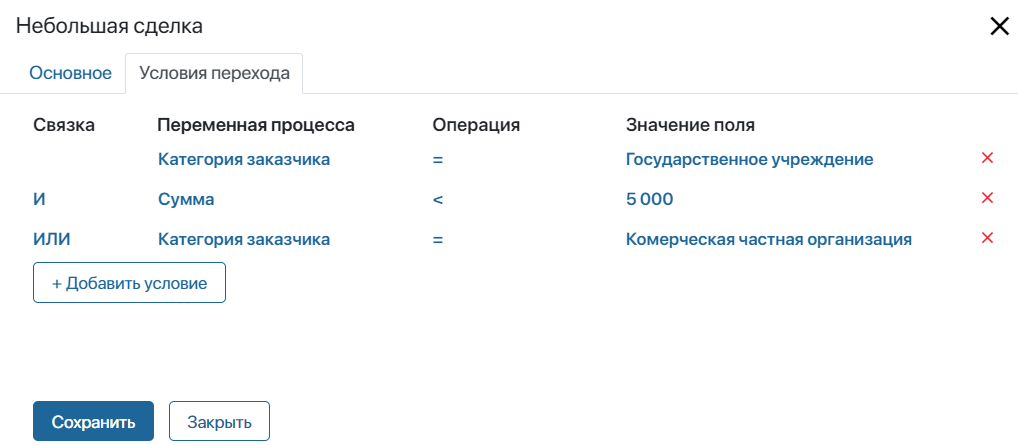 Небольшая сделка
Основное Условия перехода
Связка Переменная процесса Операция Значение поля
Категория заказчика = Государственное учреждение
И Сумма < 5 000
ИЛИ Категория заказчика = Комерческая частная организация
+ Добавить условие
Сохранить Закрыть